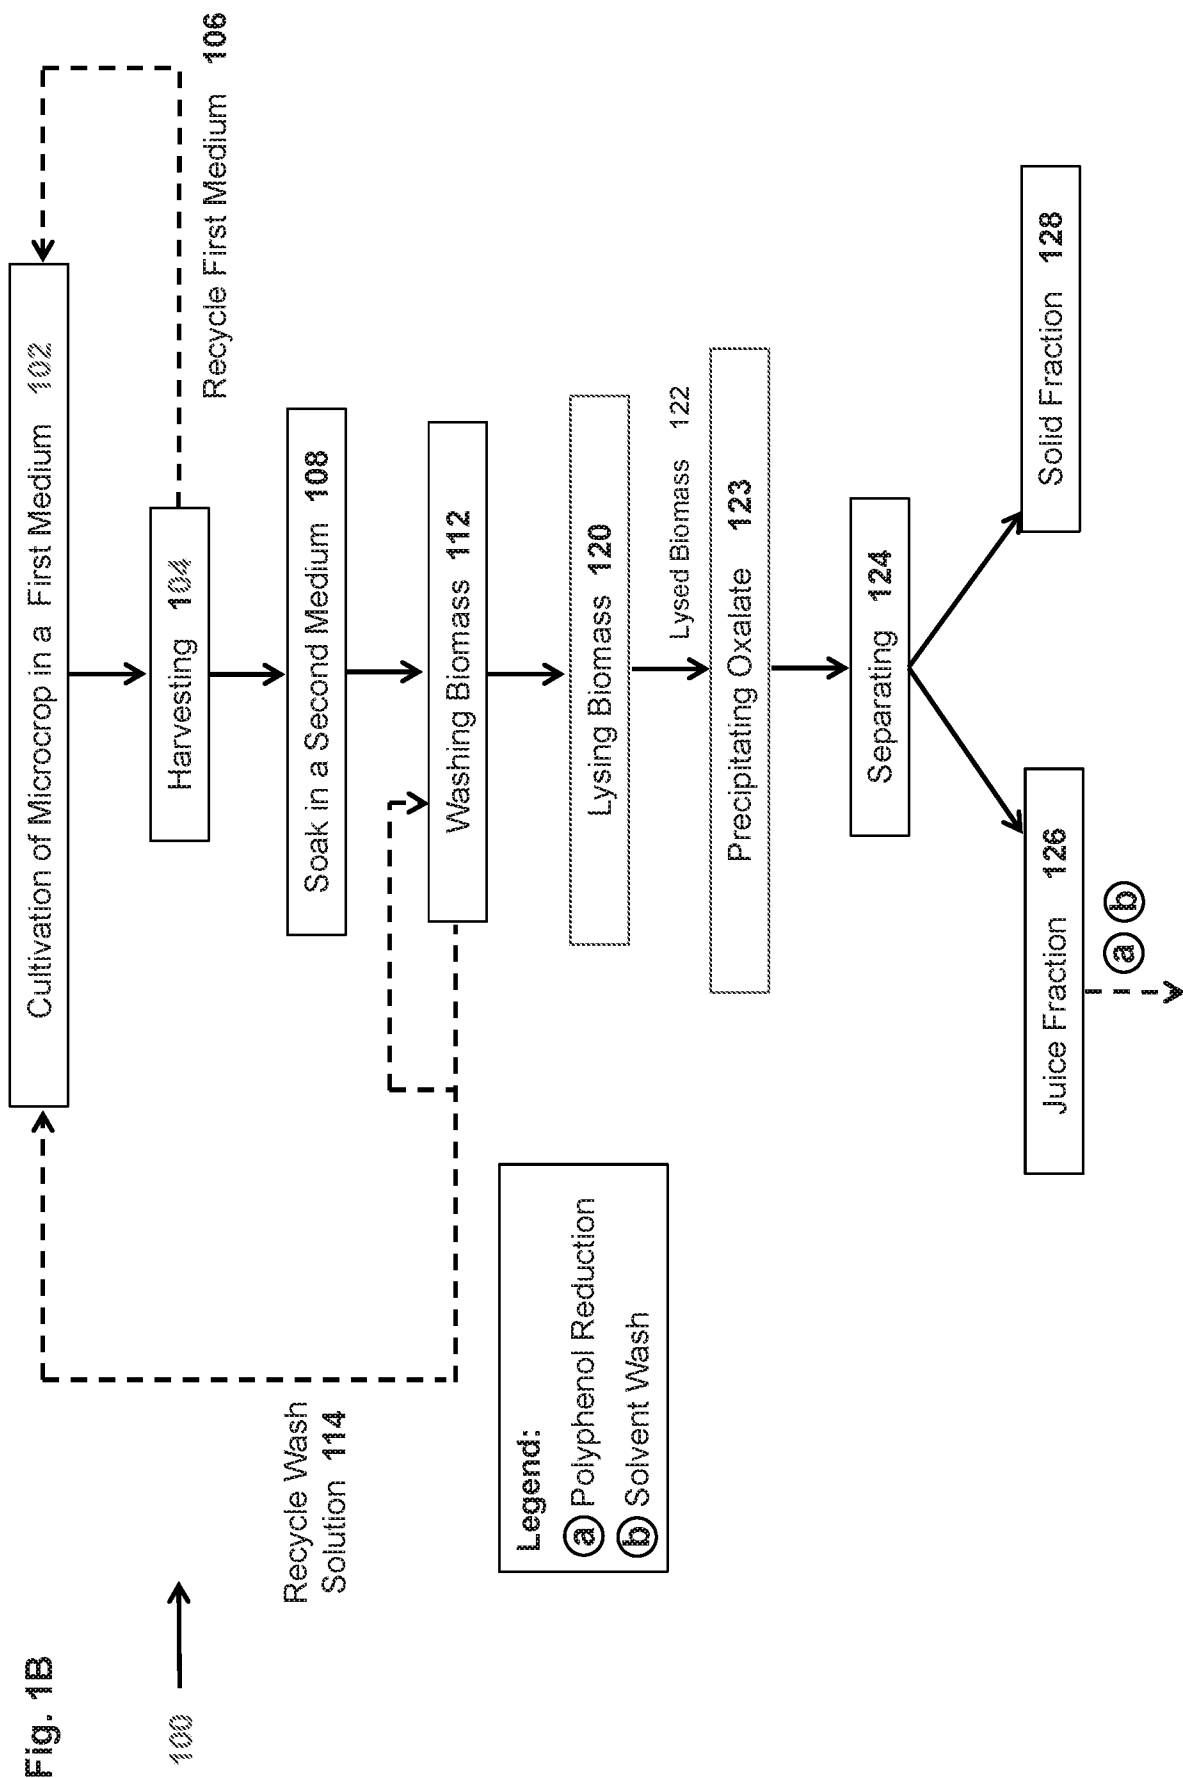 Fig. 1B
100
Cultivation of Microcrop in a First Medium 102
Harvesting 104
Recycle First Medium 106
Soak in a Second Medium 108
Recycle Wash
Solution 114
Washing Biomass 112
Lysing Biomass 120
Lysed Biomass 122
Precipitating Oxalate 123
Separating 124
Juice Fraction 126
Solid Fraction 128
a b
Legend:
a Polyphenol Reduction
b Solvent Wash